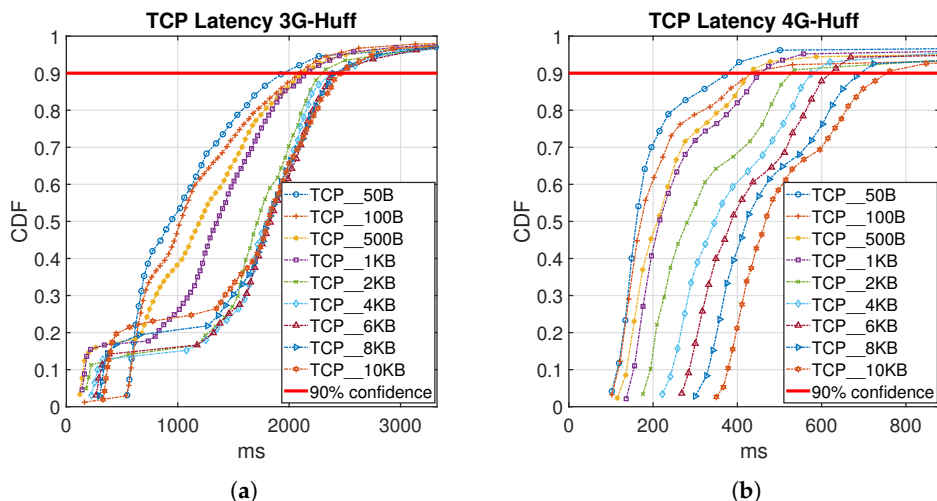 TCP Latency 3G-Huff
CDF
1
0.9
0.8
0.7
0.6
0.5
0.4
0.3
0.2
0.1
0
TCP__50B
TCP__100B
TCP__500B
TCP__1KB
TCP__2KB
TCP__4KB
TCP__6KB
TCP__8KB
TCP__10KB
90% confidence
0 1000 2000 3000
ms
(a)
TCP Latency 4G-Huff
CDF
1
0.9
0.8
0.7
0.6
0.5
0.4
0.3
0.2
0.1
0
TCP__50B
TCP__100B
TCP__500B
TCP__1KB
TCP__2KB
TCP__4KB
TCP__6KB
TCP__8KB
TCP__10KB
90% confidence
0 200 400 600 800
ms
(b)